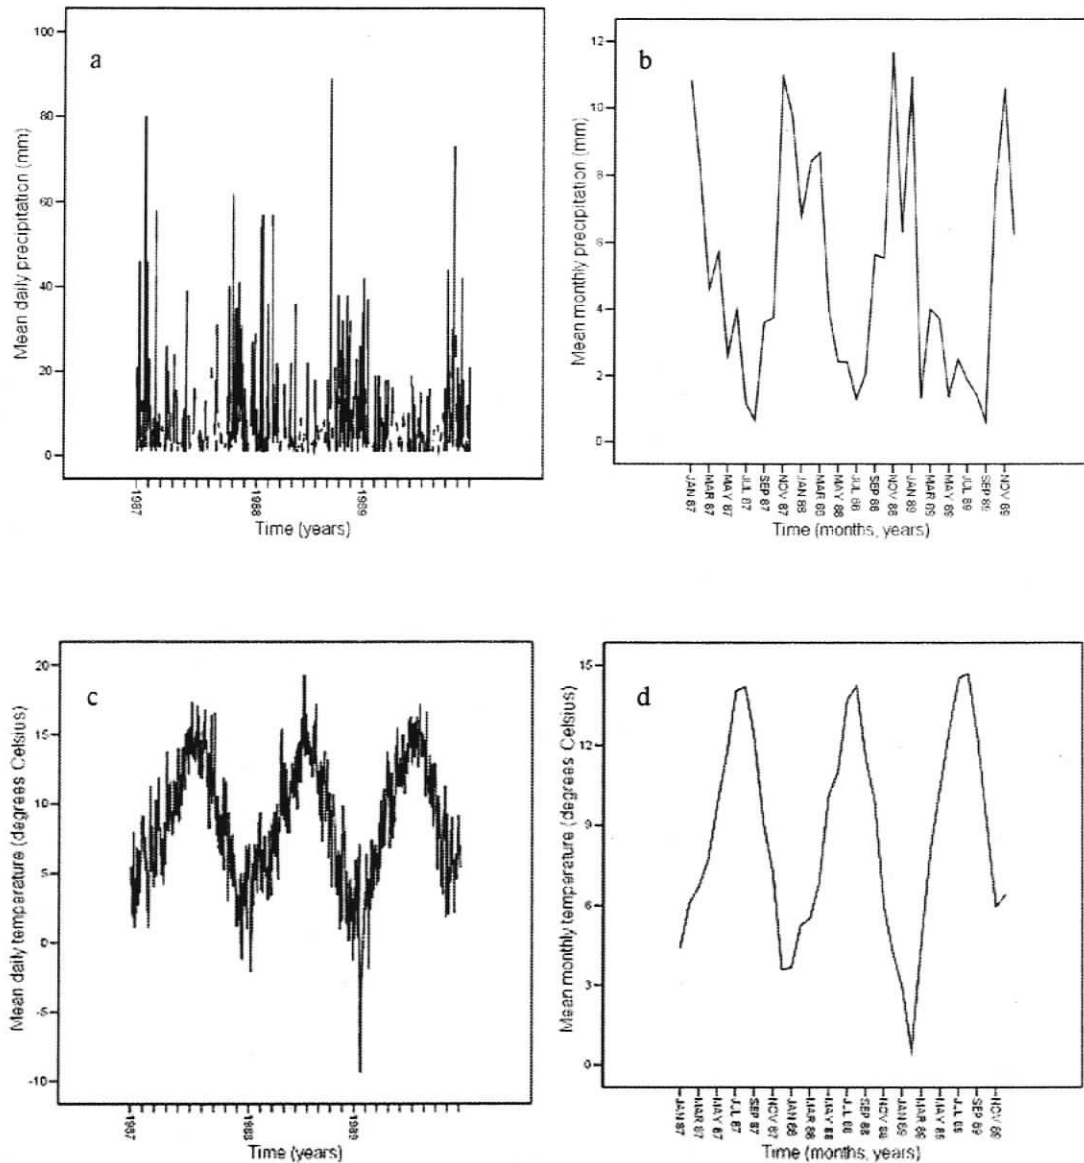 a
Mean daily precipitation (mm)
100
80
60
40
20
0
1987
1988
1989
Time (years)
b
Mean monthly precipitation (mm)
12
10
8
6
4
2
0
JAN 87
MAR 87
MAY 87
JUL 87
SEP 87
NOV 87
JAN 88
MAR 88
MAY 88
JUL 88
SEP 88
NOV 88
JAN 89
MAR 89
MAY 89
JUL 89
SEP 89
NOV 89
Time (months, years)
c
Mean daily temperature (degrees Celsius)
20
15
10
5
0
-5
-10
1987
1988
1989
Time (years)
d
Mean monthly temperature (degrees Celsius)
15
12
9
6
3
0
JAN 87
MAR 87
MAY 87
JUL 87
SEP 87
NOV 87
JAN 88
MAR 88
MAY 88
JUL 88
SEP 88
NOV 88
JAN 89
MAR 89
MAY 89
JUL 89
SEP 89
NOV 89
Time (months, years)